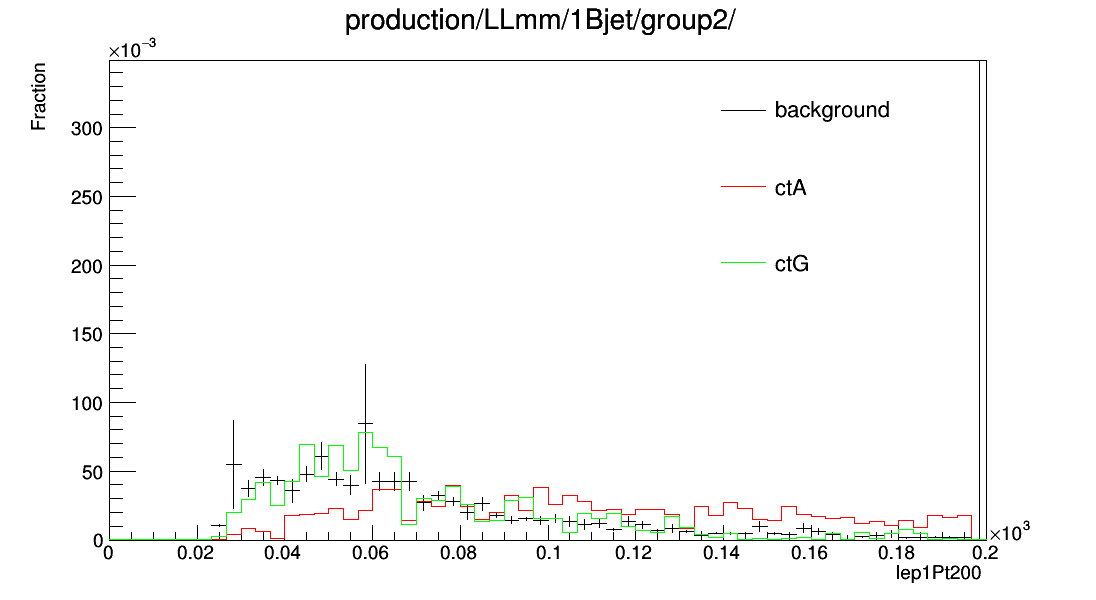 production/LLmm/1Bjet/group2/
×10⁻³
Fraction
300
250
200
150
100
50
0
background
ctA
ctG
0 0.02 0.04 0.06 0.08 0.1 0.12 0.14 0.16 0.18 0.2
×10³
lep1Pt200